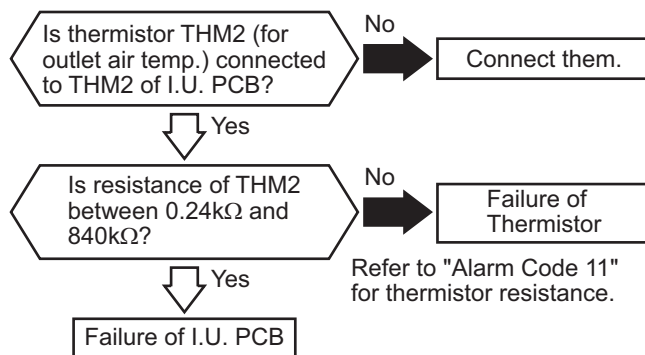 Is thermistor THM2 (for
outlet air temp.) connected
to THM2 of I.U. PCB?
No
Connect them.
Yes
Is resistance of THM2
between 0.24kΩ and
840kΩ?
No
Failure of
Thermistor
Refer to "Alarm Code 11"
for thermistor resistance.
Yes
Failure of I.U. PCB